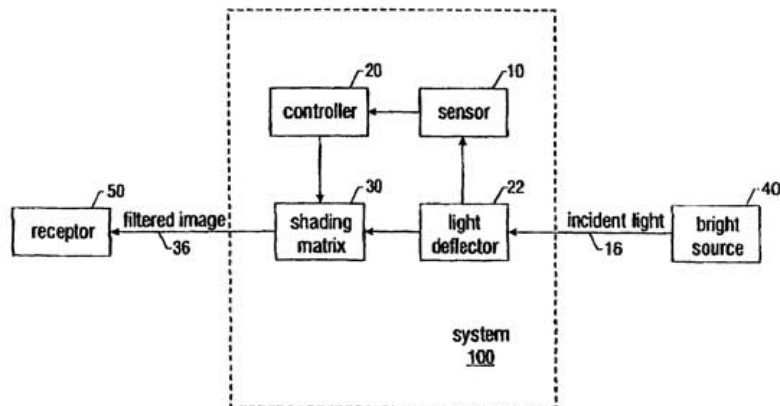 20
controller
10
sensor
50
receptor
filtered image
36
30
shading
matrix
22
light
deflector
incident light
16
40
bright
source
system
100